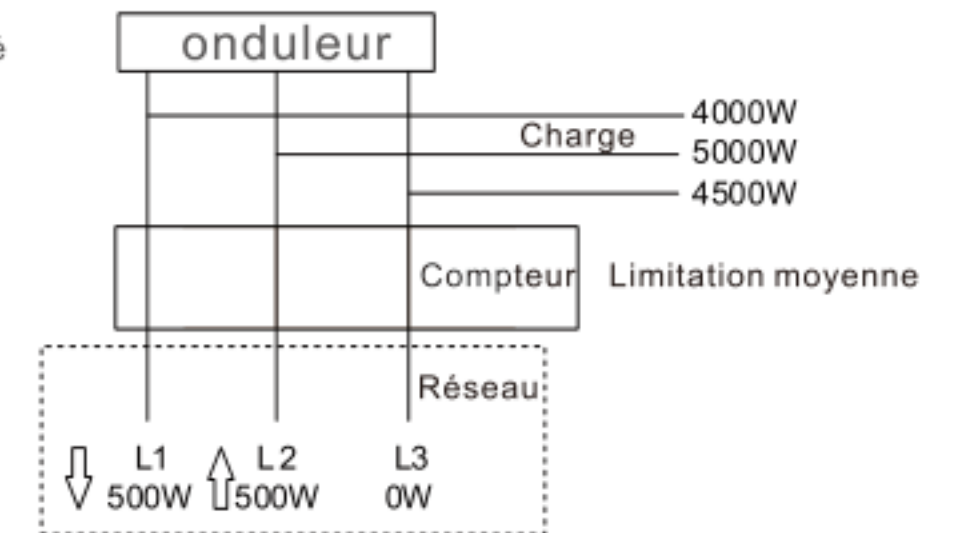 é
onduleur
4000W
Charge
5000W
4500W
Compteur Limitation moyenne
Réseau
L1 L2 L3
500W 500W 0W